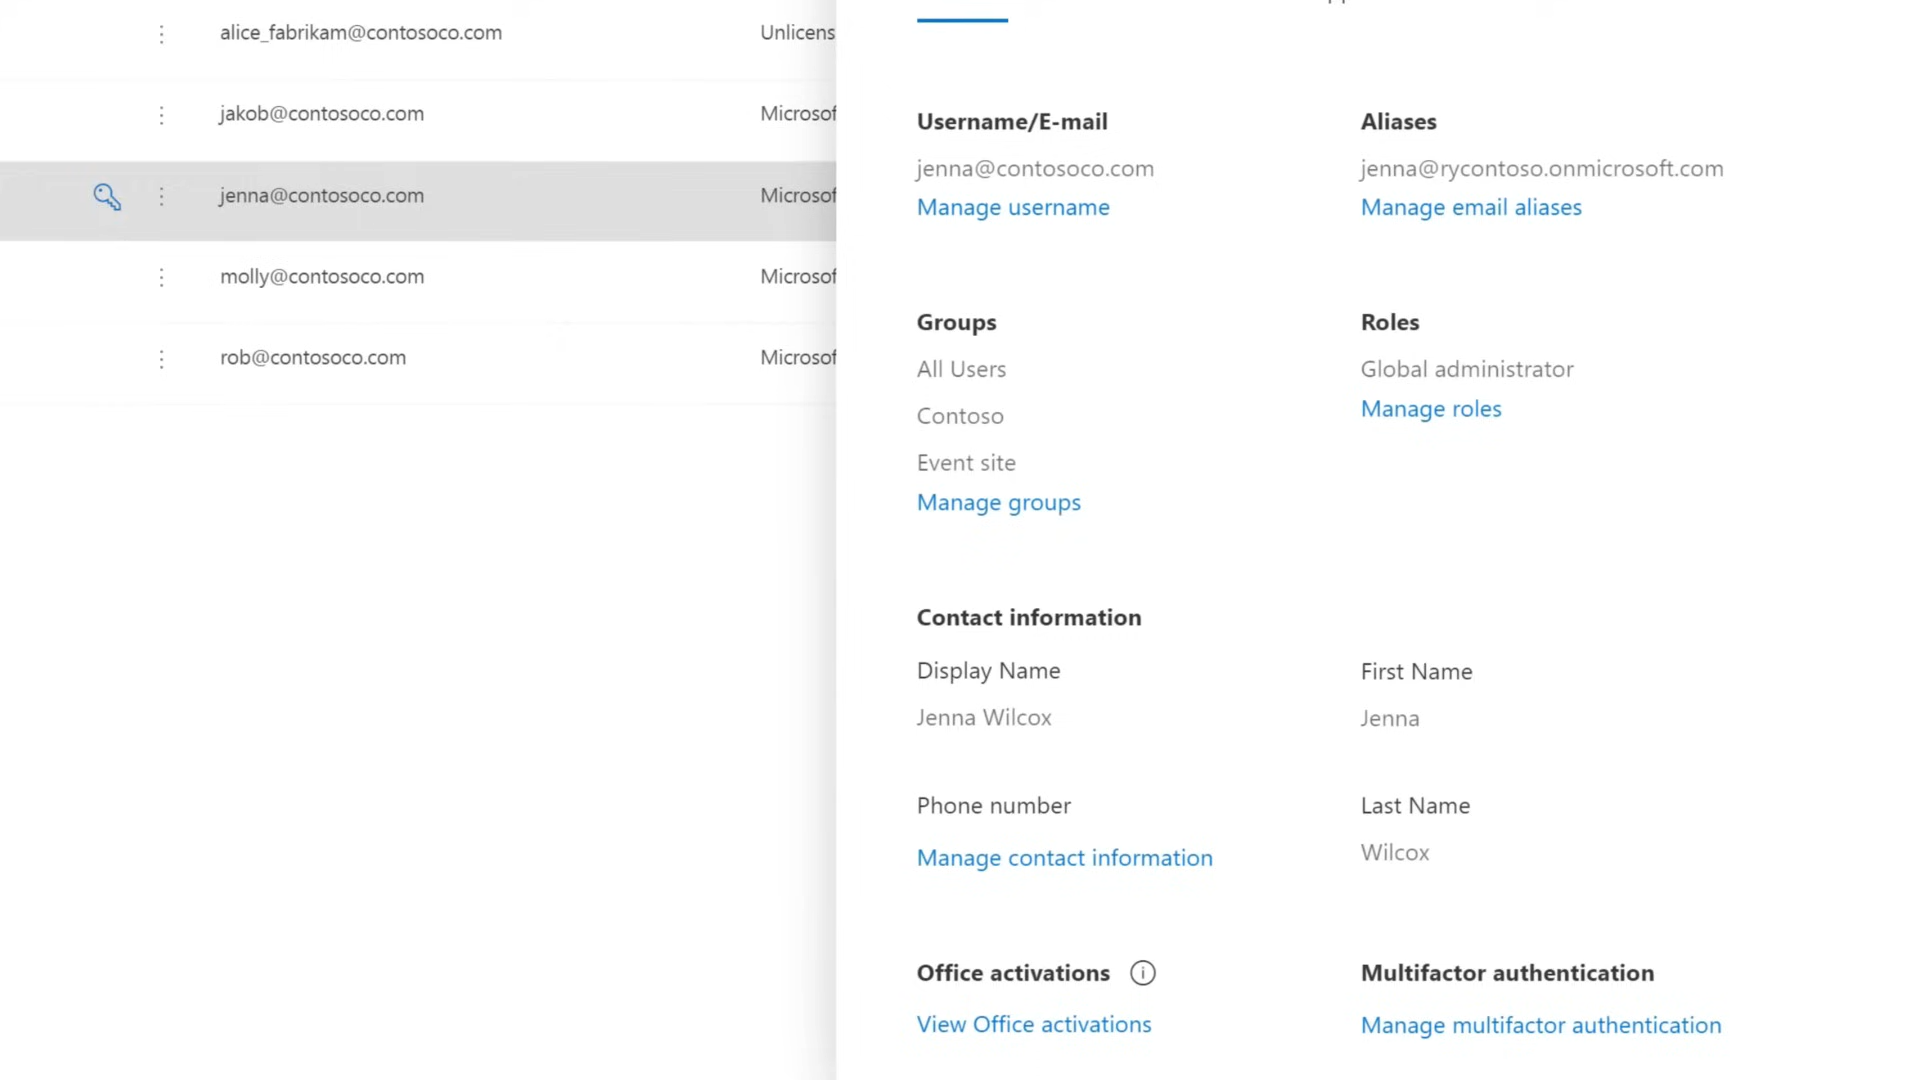 alice_fabrikam@contosoco.com Unlicens
jakob@contosoco.com Microsof
jenna@contosoco.com Microsof
molly@contosoco.com Microsof
rob@contosoco.com Microsof
Username/E-mail
jenna@contosoco.com
Manage username
Aliases
jenna@rycontoso.onmicrosoft.com
Manage email aliases
Groups
All Users
Contoso
Event site
Manage groups
Roles
Global administrator
Manage roles
Contact information
Display Name
Jenna Wilcox
First Name
Jenna
Phone number
Manage contact information
Last Name
Wilcox
Office activations
View Office activations
Multifactor authentication
Manage multifactor authentication